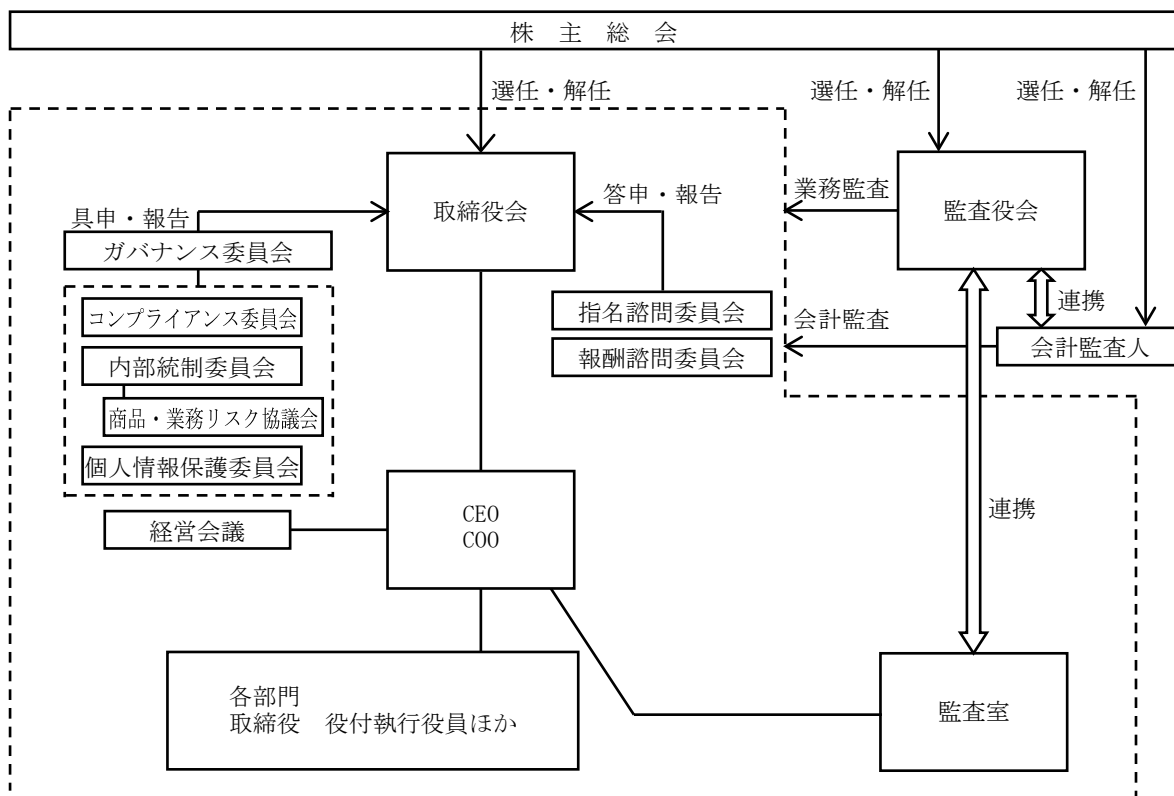 株 主 総 会
選任・解任
選任・解任
選任・解任
取締役会
監査役会
業務監査
答申・報告
具申・報告
ガバナンス委員会
コンプライアンス委員会
内部統制委員会
商品・業務リスク協議会
個人情報保護委員会
指名諮問委員会
報酬諮問委員会
会計監査
連携
会計監査人
経営会議
CEO
COO
連携
各部門
取締役 役付執行役員ほか
監査室